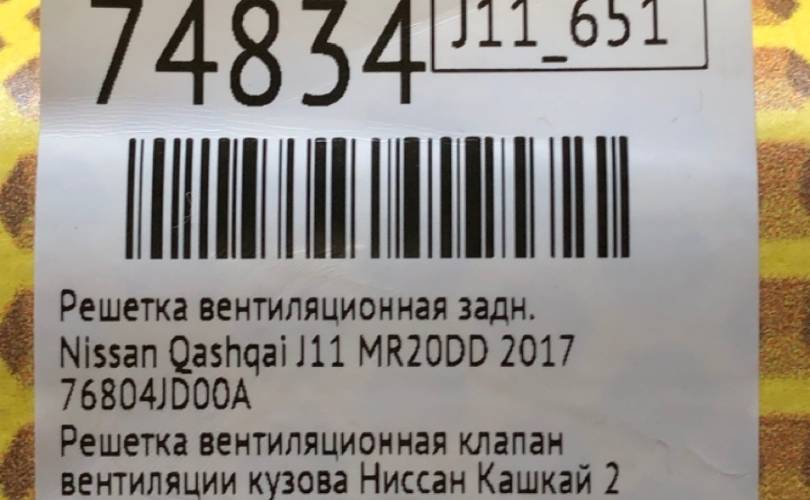 74834 J11_651
Решетка вентиляционная задн.
Nissan Qashqai J11 MR20DD 2017
76804JD00A
Решетка вентиляционная клапан
вентиляции кузова Ниссан Кашкай 2